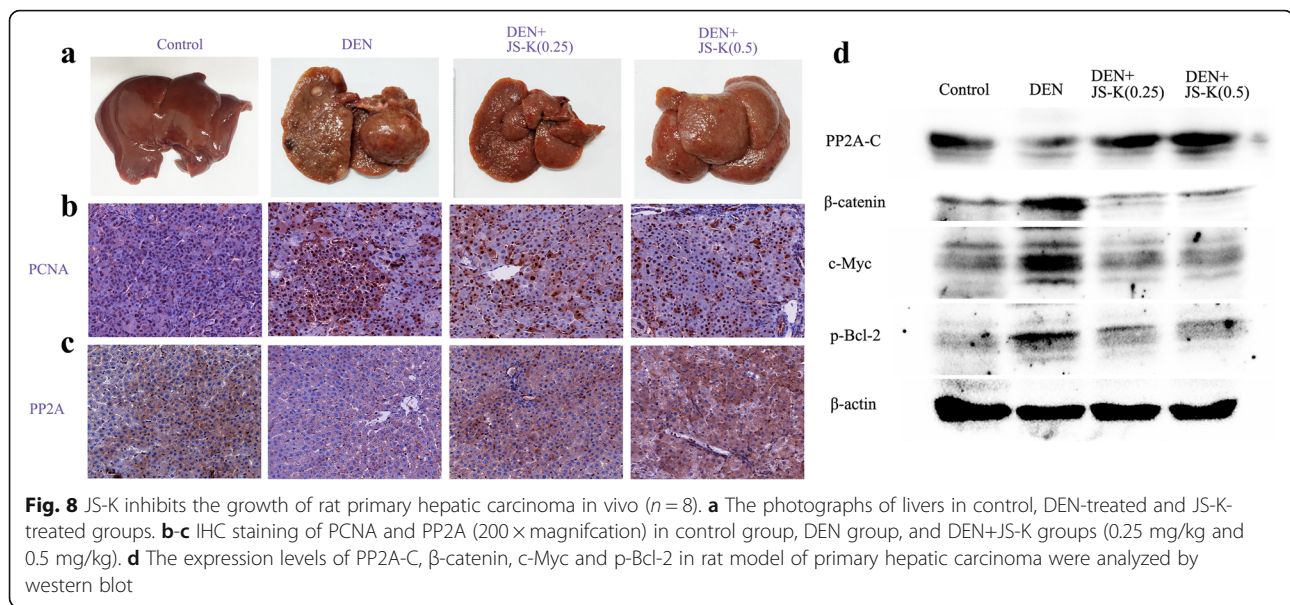 a
Control
DEN
DEN+
JS-K(0.25)
DEN+
JS-K(0.5)
b
PCNA
c
PP2A
d
Control
DEN
DEN+
JS-K(0.25)
DEN+
JS-K(0.5)
PP2A-C
β-catenin
c-Myc
p-Bcl-2
β-actin
Fig. 8 JS-K inhibits the growth of rat primary hepatic carcinoma in vivo (n = 8). a The photographs of livers in control, DEN-treated and JS-K-
treated groups. b-c IHC staining of PCNA and PP2A (200 × magnifcation) in control group, DEN group, and DEN+JS-K groups (0.25 mg/kg and
0.5 mg/kg). d The expression levels of PP2A-C, β-catenin, c-Myc and p-Bcl-2 in rat model of primary hepatic carcinoma were analyzed by
western blot